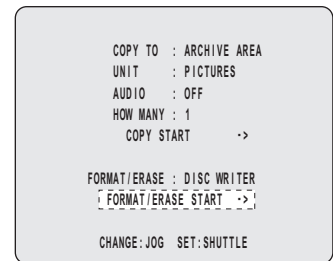 COPY TO : ARCHIVE AREA
UNIT : PICTURES
AUDIO : OFF
HOW MANY : 1
COPY START ->
FORMAT/ERASE : DISC WRITER
FORMAT/ERASE START ->
CHANGE:JOG SET:SHUTTLE